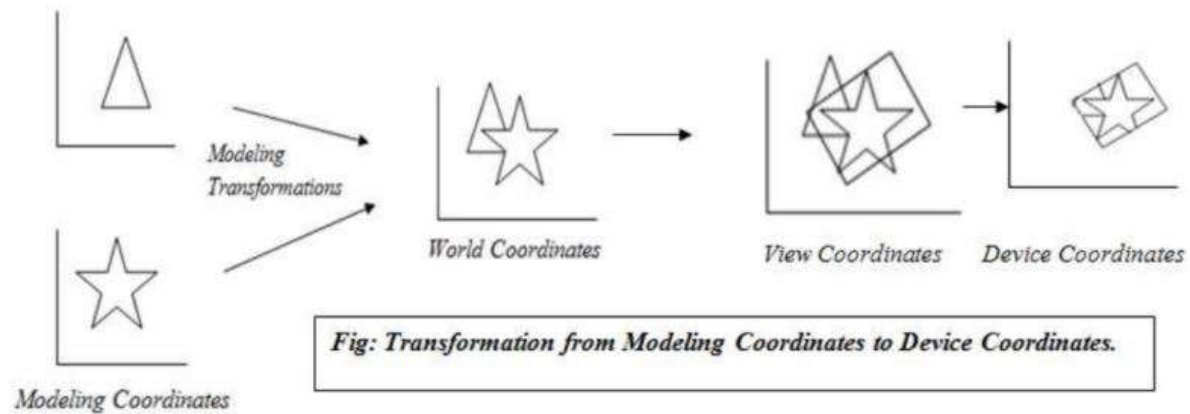 Modeling
Transformations
World Coordinates
View Coordinates
Device Coordinates
Fig: Transformation from Modeling Coordinates to Device Coordinates.
Modeling Coordinates